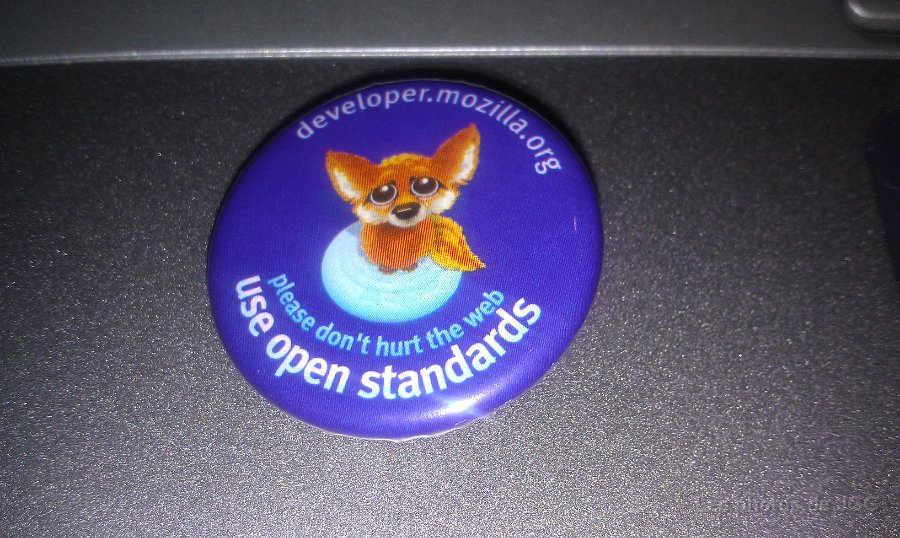 developer.mozilla.org
please don't hurt the web
use open standards